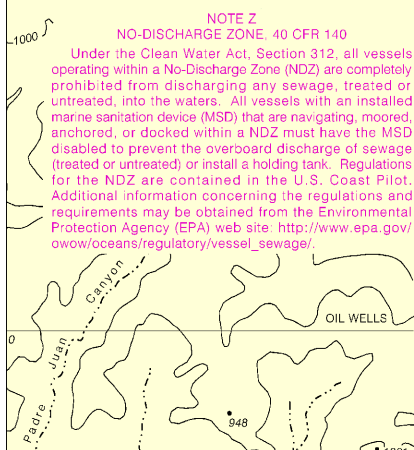 NOTE Z
NO-DISCHARGE ZONE, 40 CFR 140
1000
Under the Clean Water Act, Section 312, all vessels
operating within a No-Discharge Zone (NDZ) are completely
prohibited from discharging any sewage, treated or
untreated, into the waters. All vessels with an installed
marine sanitation device (MSD) that are navigating, moored,
anchored, or docked within a NDZ must have the MSD
disabled to prevent the overboard discharge of sewage
(treated or untreated) or install a holding tank. Regulations
for the NDZ are contained in the U.S. Coast Pilot.
Additional information concerning the regulations and
requirements may be obtained from the Environmental
Protection Agency (EPA) web site: http://www.epa.gov/
owow/oceans/regulatory/vessel_sewage/.
Padre Juan Canyon
OIL WELLS
0
948